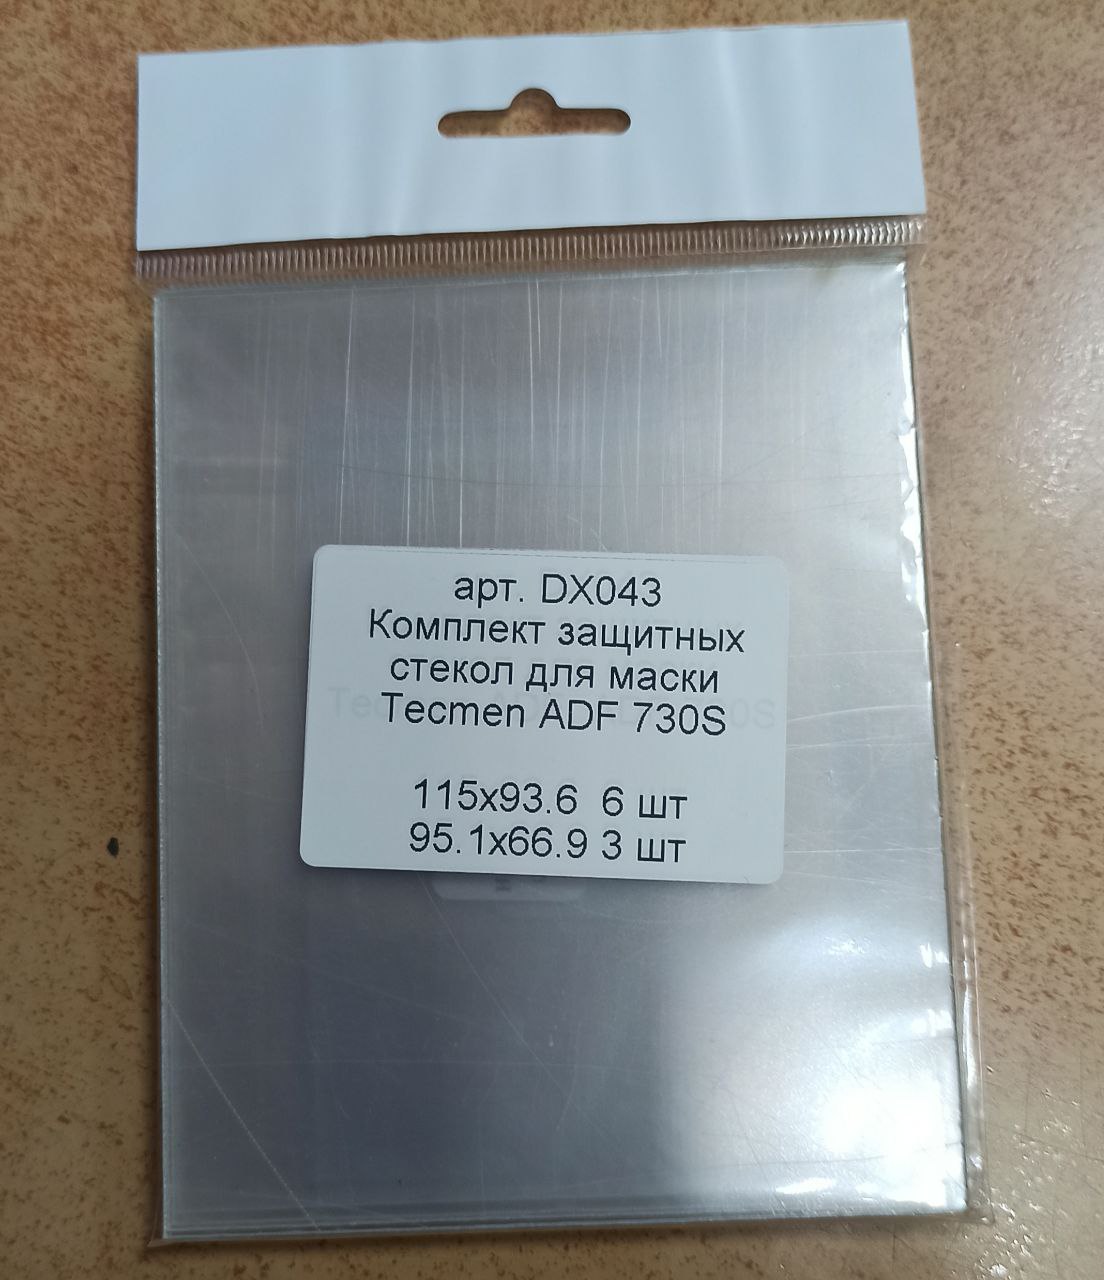 арт. DX043
Комплект защитных
стекол для маски
Tecmen ADF 730S
115x93.6 6 шт
95.1x66.9 3 шт